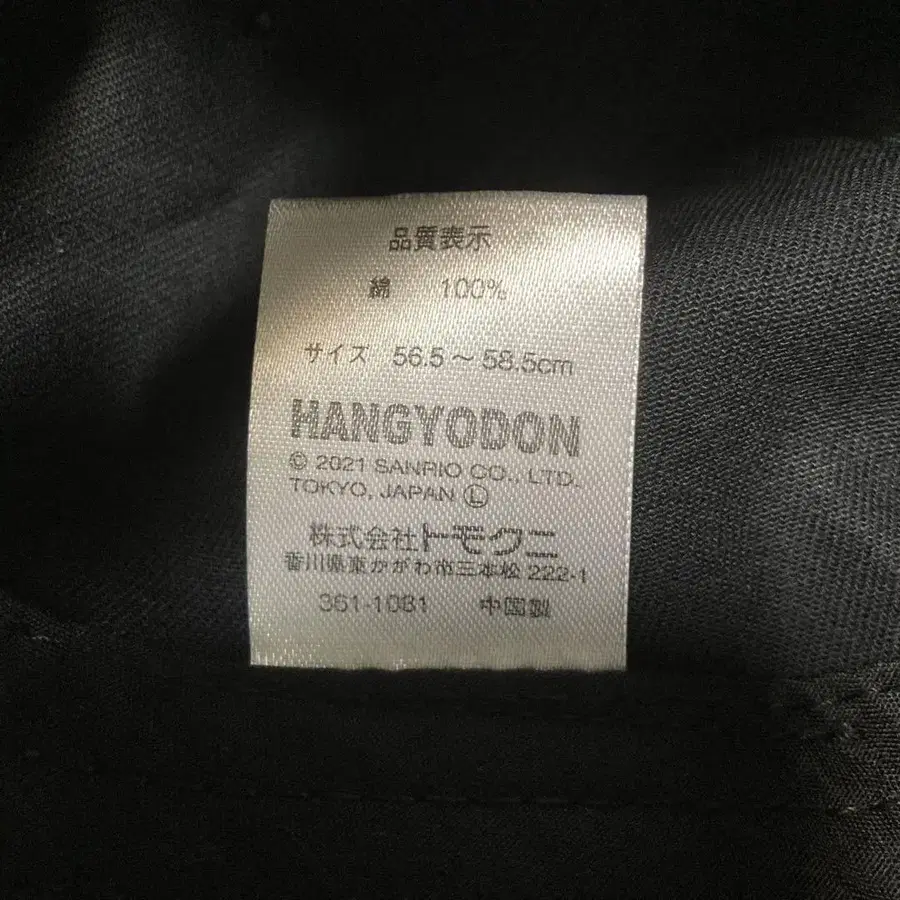 品質表示
綿 100%
サイズ 56.5～58.5cm
HANGYODON
© 2021 SANRIO CO., LTD.
TOKYO, JAPAN Ⓛ
株式会社トモクニ
香川県東かがわ市三本松 222-1
361-1081 中国製